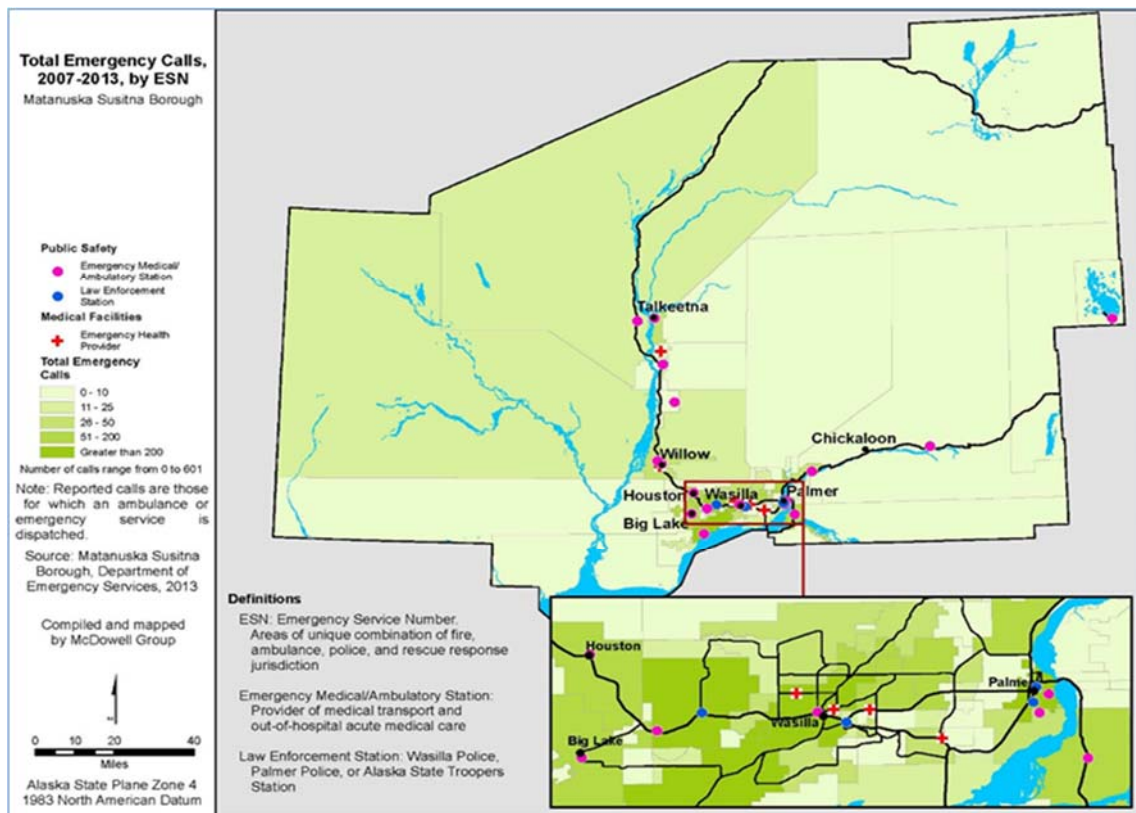 Total Emergency Calls,
2007-2013, by ESN
Matanuska Susitna Borough
Public Safety
Emergency Medical/
Ambulatory Station
Law Enforcement
Station
Medical Facilities
Emergency Health
Provider
Total Emergency
Calls
0 - 10
11 - 25
26 - 50
51 - 200
Greater than 200
Number of calls range from 0 to 601
Note: Reported calls are those
for which an ambulance or
emergency service is
dispatched.
Source: Matanuska Susitna
Borough, Department of
Emergency Services, 2013
Compiled and mapped
by McDowell Group
0 10 20 40
Miles
Alaska State Plane Zone 4
1983 North American Datum
Talkeetna
Chickaloon
Willow
Houston
Wasilla
Palmer
Big Lake
Definitions
ESN: Emergency Service Number.
Areas of unique combination of fire,
ambulance, police, and rescue response
jurisdiction
Emergency Medical/Ambulatory Station:
Provider of medical transport and
out-of-hospital acute medical care
Law Enforcement Station: Wasilla Police,
Palmer Police, or Alaska State Troopers
Station
Houston
Palmer
Wasilla
Big Lake